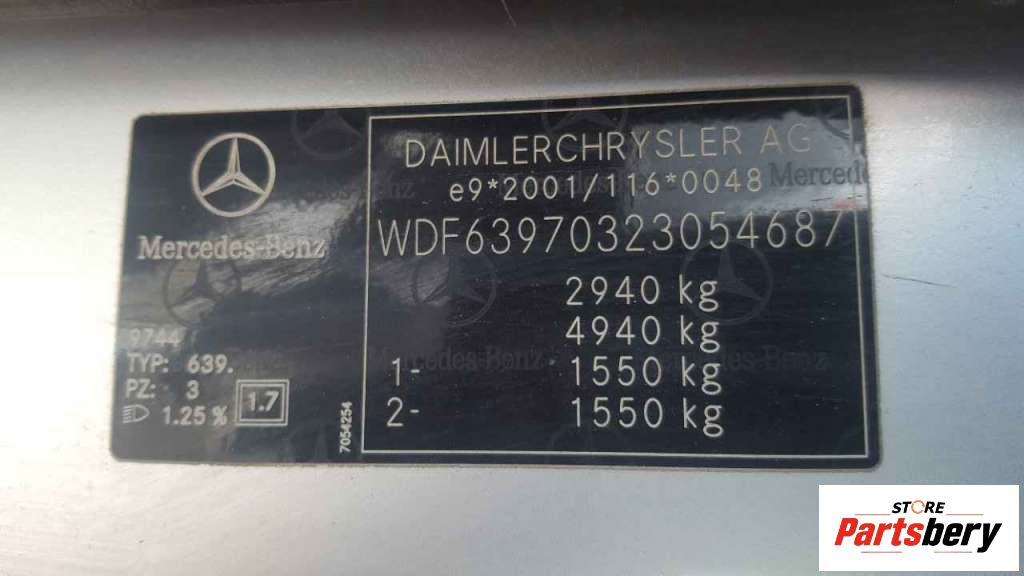 Mercedes-Benz
9744
TYP: 639.
PZ: 3
1.25 %
1.7
7054254
DAIMLERCHRYSLER AG
e9*2001/116*0048
WDF63970323054687
2940 kg
4940 kg
1- 1550 kg
2- 1550 kg
STORE
Partsbery